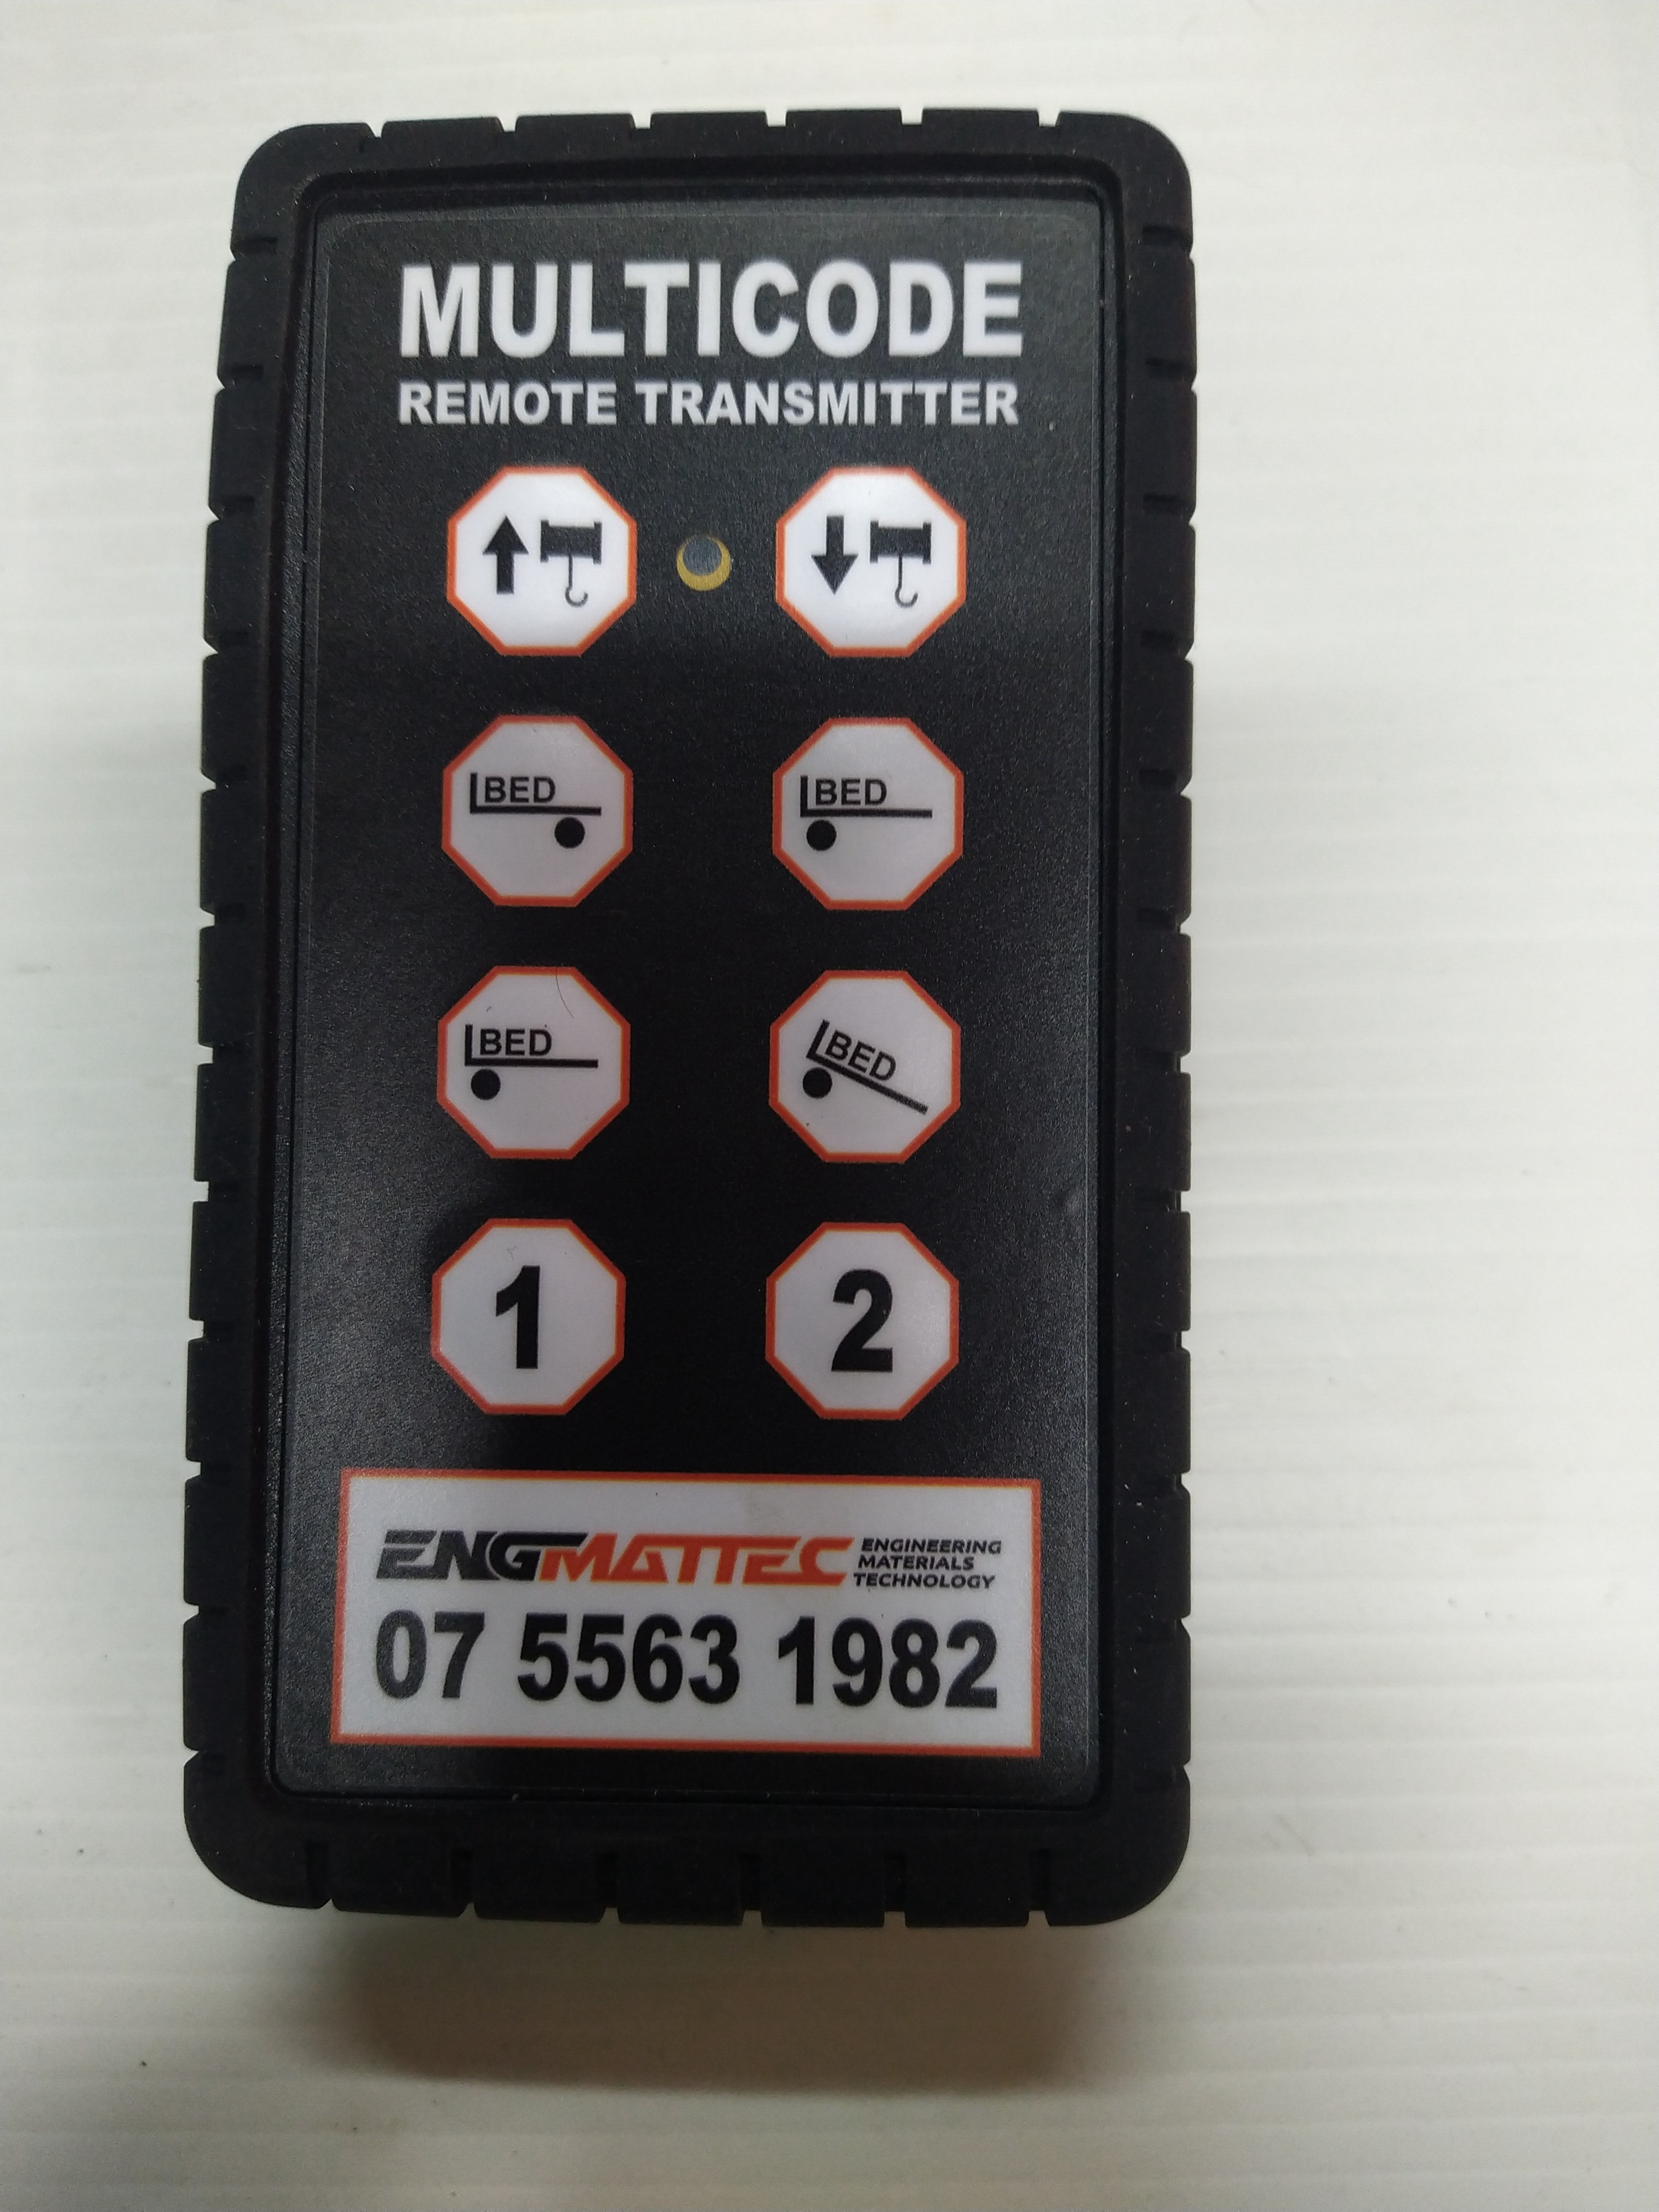 MULTICODE
REMOTE TRANSMITTER
BED BED
BED BED
1 2
ENGMATTEC ENGINEERING
MATERIALS
TECHNOLOGY
07 5563 1982